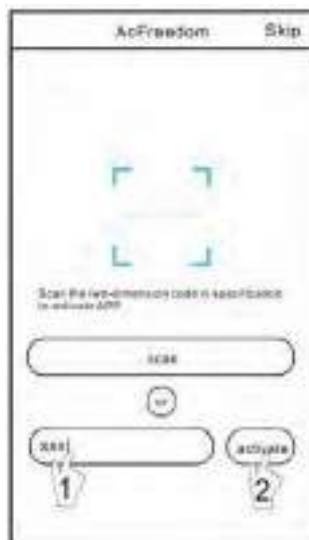 AcFreedom Skip
Scan the two-dimension code in specification
to activate APP
scan
or
xxx
activate
1 2